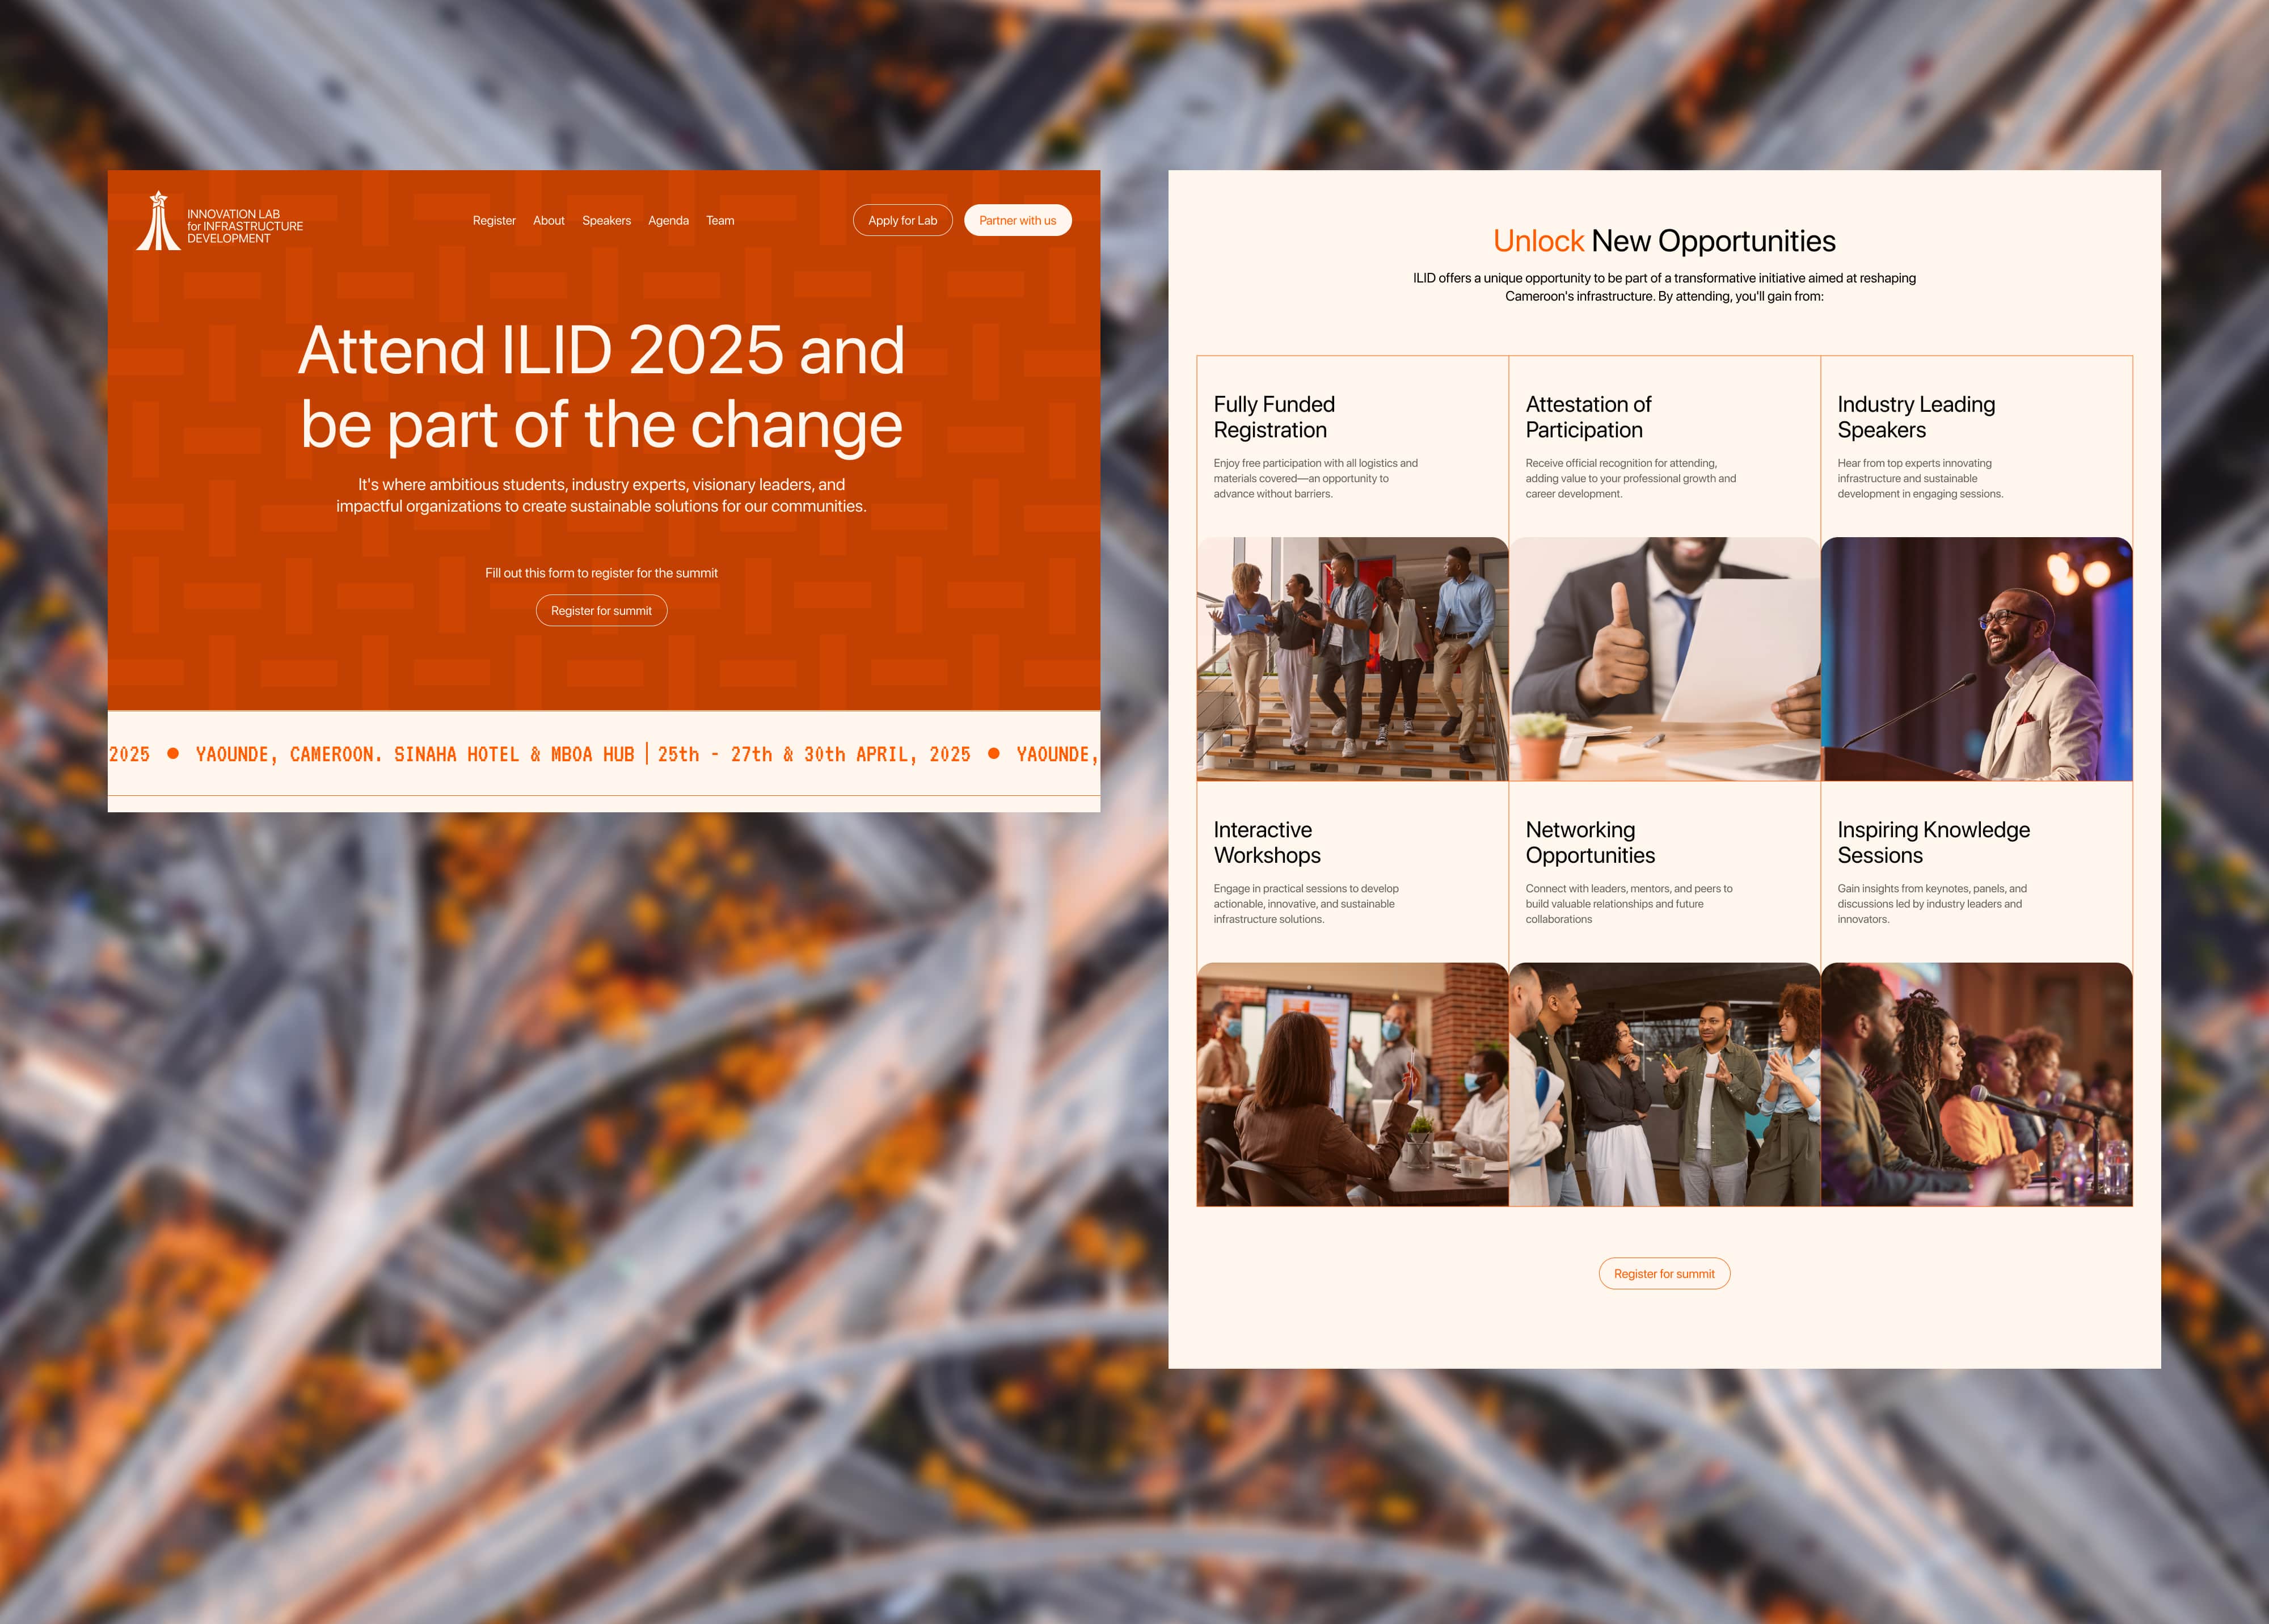 INNOVATION LAB
for INFRASTRUCTURE
DEVELOPMENT
Register About Speakers Agenda Team
Apply for Lab
Partner with us
Attend ILID 2025 and
be part of the change
It's where ambitious students, industry experts, visionary leaders, and
impactful organizations to create sustainable solutions for our communities.
Fill out this form to register for the summit
Register for summit
2025 ● YAOUNDE, CAMEROON. SINAHA HOTEL & MBOA HUB | 25th - 27th & 30th APRIL, 2025 ● YAOUNDE,
Unlock New Opportunities
ILID offers a unique opportunity to be part of a transformative initiative aimed at reshaping
Cameroon's infrastructure. By attending, you'll gain from:
Fully Funded
Registration
Enjoy free participation with all logistics and
materials covered—an opportunity to
advance without barriers.
Attestation of
Participation
Receive official recognition for attending,
adding value to your professional growth and
career development.
Industry Leading
Speakers
Hear from top experts innovating
infrastructure and sustainable
development in engaging sessions.
Interactive
Workshops
Engage in practical sessions to develop
actionable, innovative, and sustainable
infrastructure solutions.
Networking
Opportunities
Connect with leaders, mentors, and peers to
build valuable relationships and future
collaborations
Inspiring Knowledge
Sessions
Gain insights from keynotes, panels, and
discussions led by industry leaders and
innovators.
Register for summit